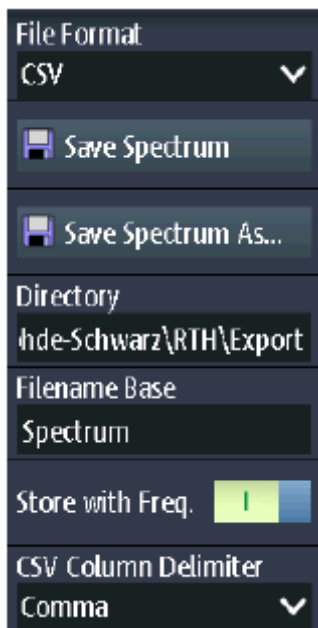 File Format
CSV
Save Spectrum
Save Spectrum As...
Directory
hde-Schwarz\RTH\Export
Filename Base
Spectrum
Store with Freq.
I
CSV Column Delimiter
Comma